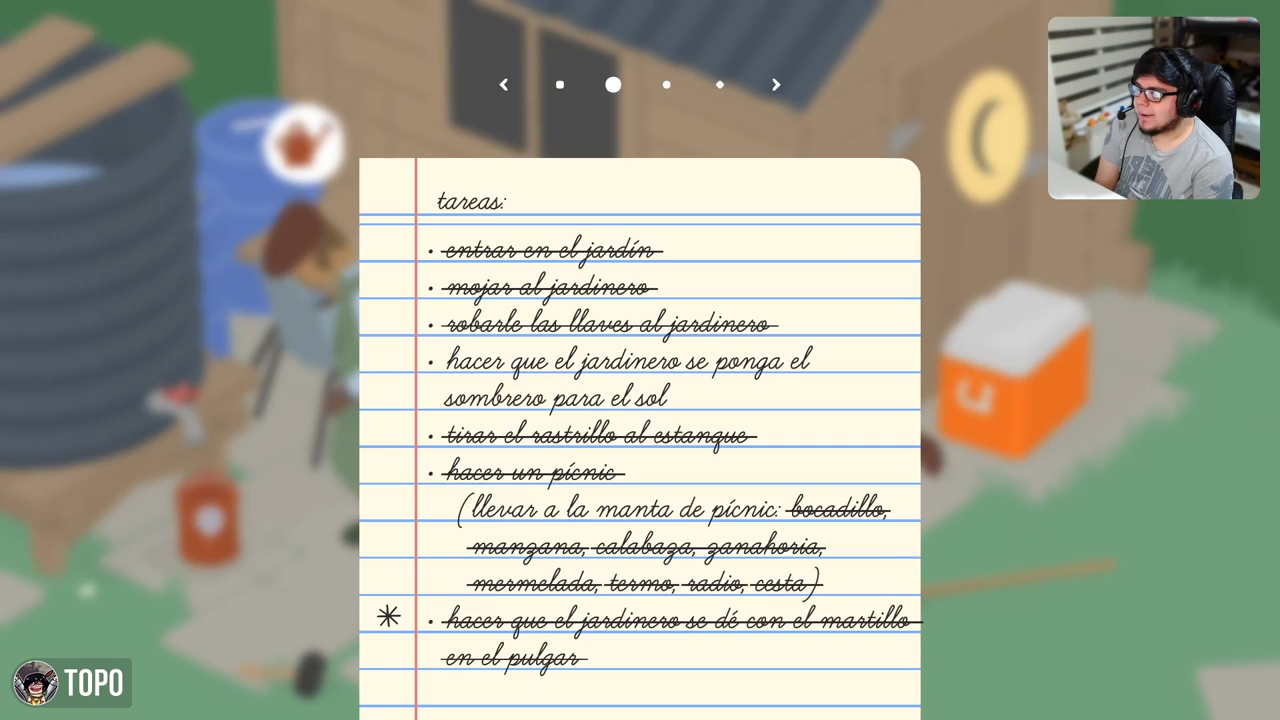 tareas:
· entrar en el jardín
· mojar al jardinero
· robarle las llaves al jardinero
· hacer que el jardinero se ponga el
sombrero para el sol
· tirar el rastrillo al estanque
· hacer un pícnic
(llevar a la manta de pícnic: bocadillo,
manzana, calabaza, zanahoria,
mermelada, termo, radio, cesta)
· hacer que el jardinero se dé con el martillo
en el pulgar
TOPO